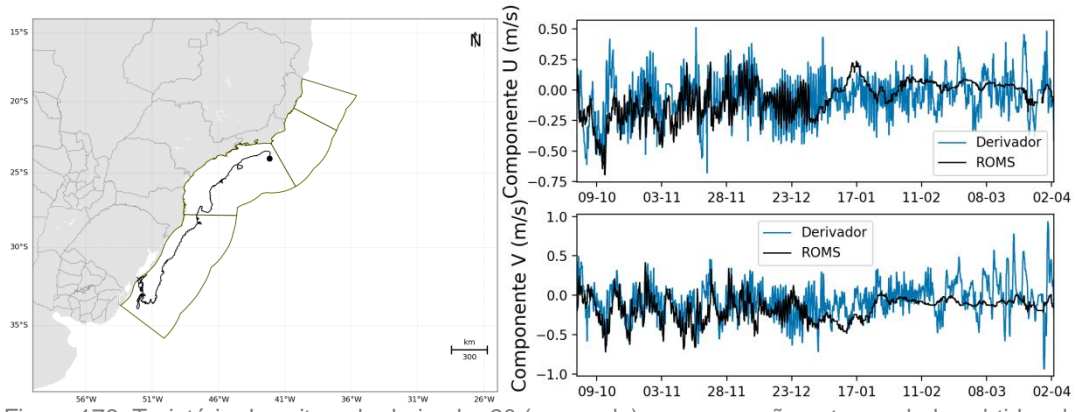 15°S
20°S
25°S
30°S
35°S
N
km
300
56°W 51°W 46°W 41°W 36°W 31°W 26°W
Componente U (m/s)
0.50
0.25
0.00
−0.25
−0.50
−0.75
Derivador
ROMS
09-10 03-11 28-11 23-12 17-01 11-02 08-03 02-04
Componente V (m/s)
1.0
0.5
0.0
−0.5
−1.0
Derivador
ROMS
09-10 03-11 28-11 23-12 17-01 11-02 08-03 02-04